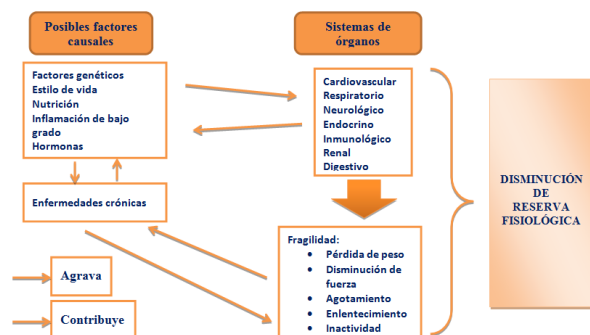 Posibles factores
causales
Sistemas de
órganos
Factores genéticos
Estilo de vida
Nutrición
Inflamación de bajo
grado
Hormonas
Cardiovascular
Respiratorio
Neurológico
Endocrino
Inmunológico
Renal
Digestivo
Enfermedades crónicas
DISMINUCIÓN
DE
RESERVA
FISIOLÓGICA
Fragilidad:
• Pérdida de peso
• Disminución de
fuerza
• Agotamiento
• Enlentecimiento
• Inactividad
Agrava
Contribuye